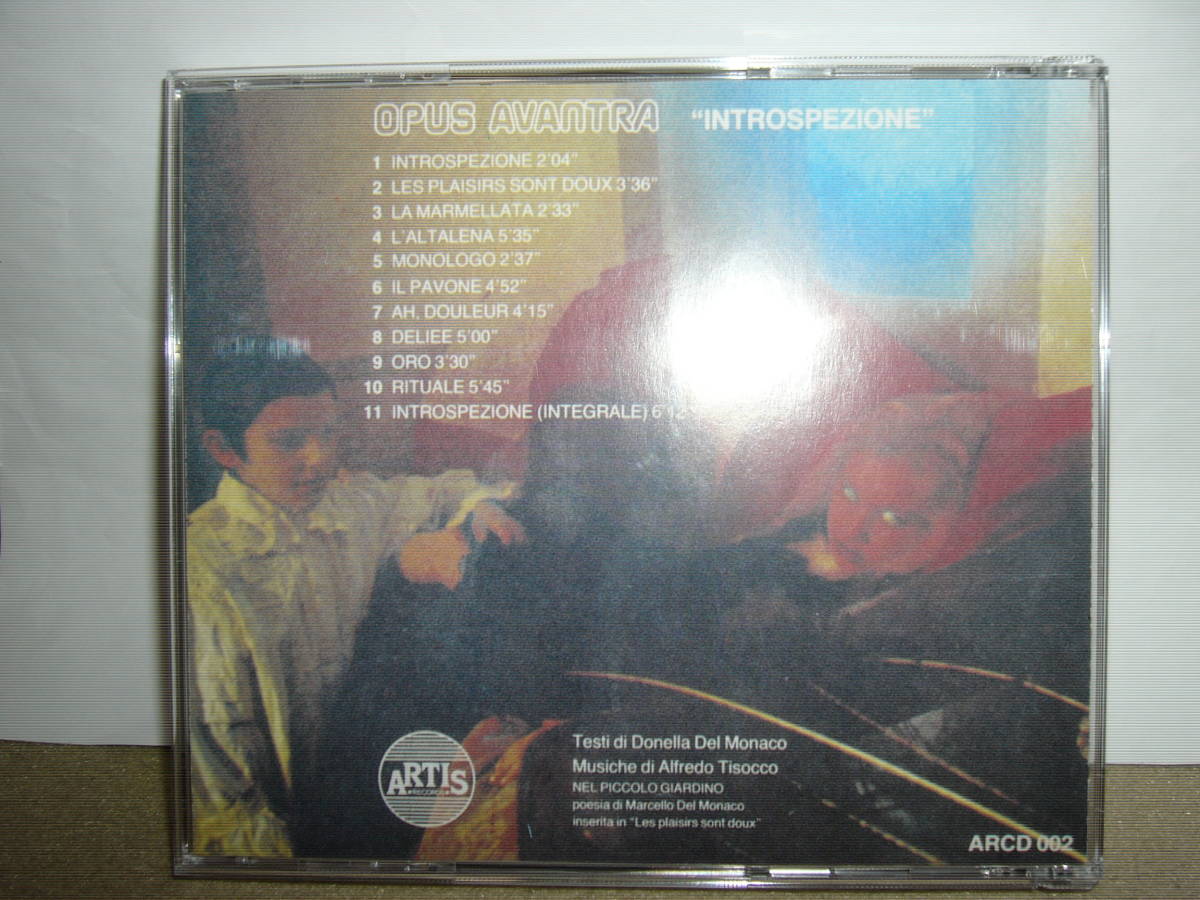 OPUS AVANTRA "INTROSPEZIONE"
1 INTROSPEZIONE 2'04"
2 LES PLAISIRS SONT DOUX 3'36"
3 LA MARMELLATA 2'33"
4 L'ALTALENA 5'35"
5 MONOLOGO 2'37"
6 IL PAVONE 4'52"
7 AH, DOULEUR 4'15"
8 DELIEE 5'00"
9 ORO 3'30"
10 RITUALE 5'45"
11 INTROSPEZIONE (INTEGRALE) 6'12
ARTIS
RECORDS
Testi di Donella Del Monaco
Musiche di Alfredo Tisocco
NEL PICCOLO GIARDINO
poesia di Marcello Del Monaco
inserita in "Les plaisirs sont doux"
ARCD 002